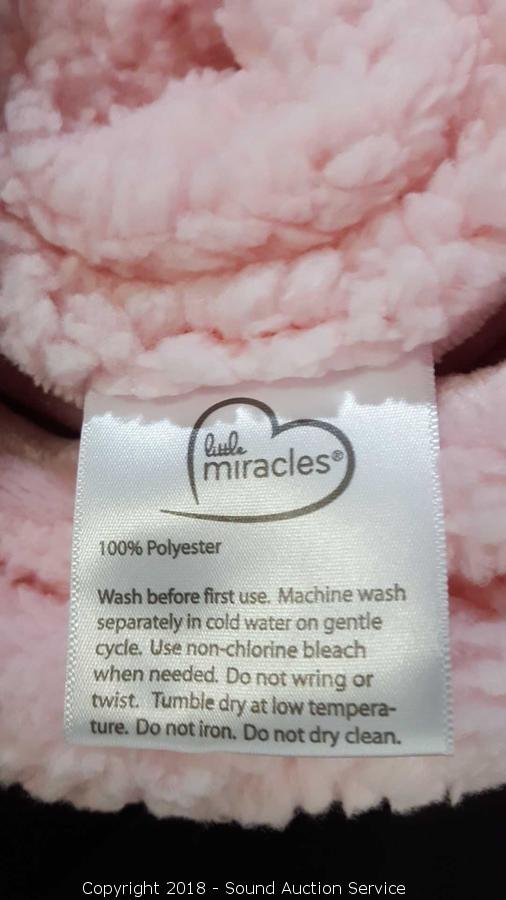 little
miracles®
100% Polyester
Wash before first use. Machine wash
separately in cold water on gentle
cycle. Use non-chlorine bleach
when needed. Do not wring or
twist. Tumble dry at low tempera-
ture. Do not iron. Do not dry clean.
Copyright 2018 - Sound Auction Service